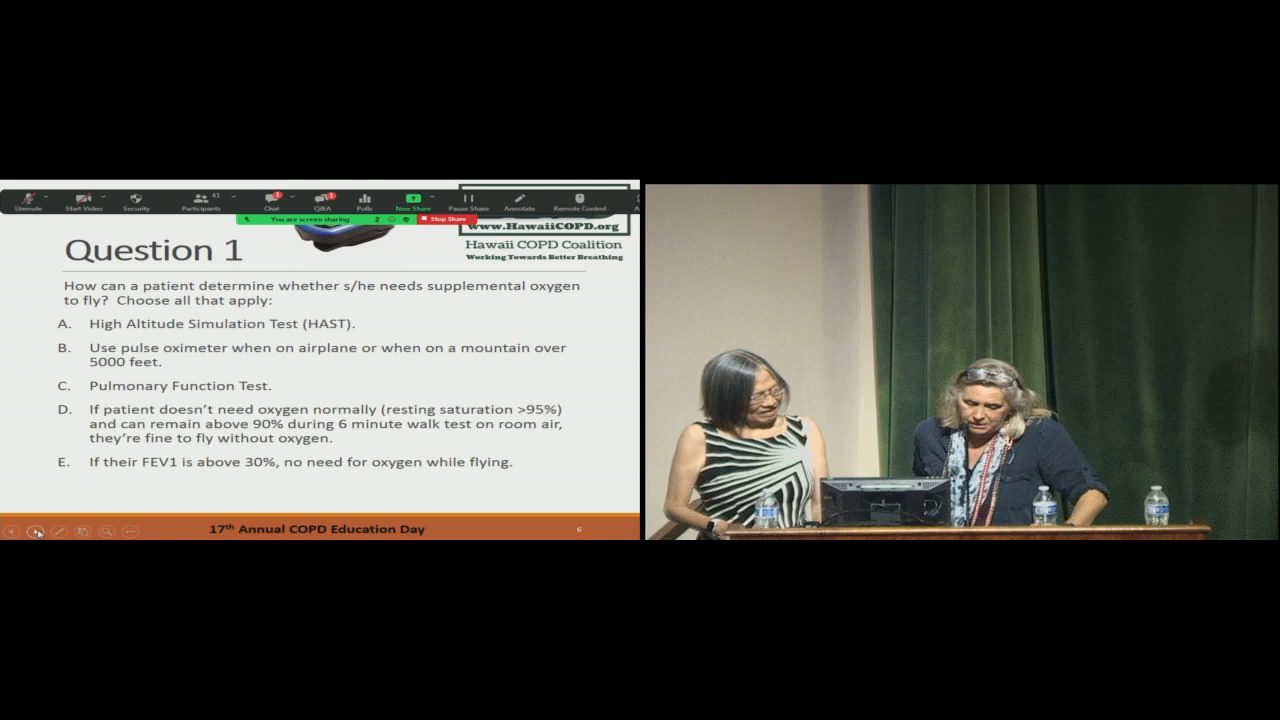 41
1
1
Unmute
Start Video
Security
Participants
Chat
Q&A
Polls
New Share
Pause Share
Annotate
Remote Control
You are screen sharing
Stop Share
www.HawaiiCOPD.org
Hawaii COPD Coalition
Working Towards Better Breathing
Question 1
How can a patient determine whether s/he needs supplemental oxygen
to fly? Choose all that apply:
A. High Altitude Simulation Test (HAST).
B. Use pulse oximeter when on airplane or when on a mountain over
5000 feet.
C. Pulmonary Function Test.
D. If patient doesn't need oxygen normally (resting saturation >95%)
and can remain above 90% during 6 minute walk test on room air,
they're fine to fly without oxygen.
E. If their FEV1 is above 30%, no need for oxygen while flying.
17th Annual COPD Education Day
6